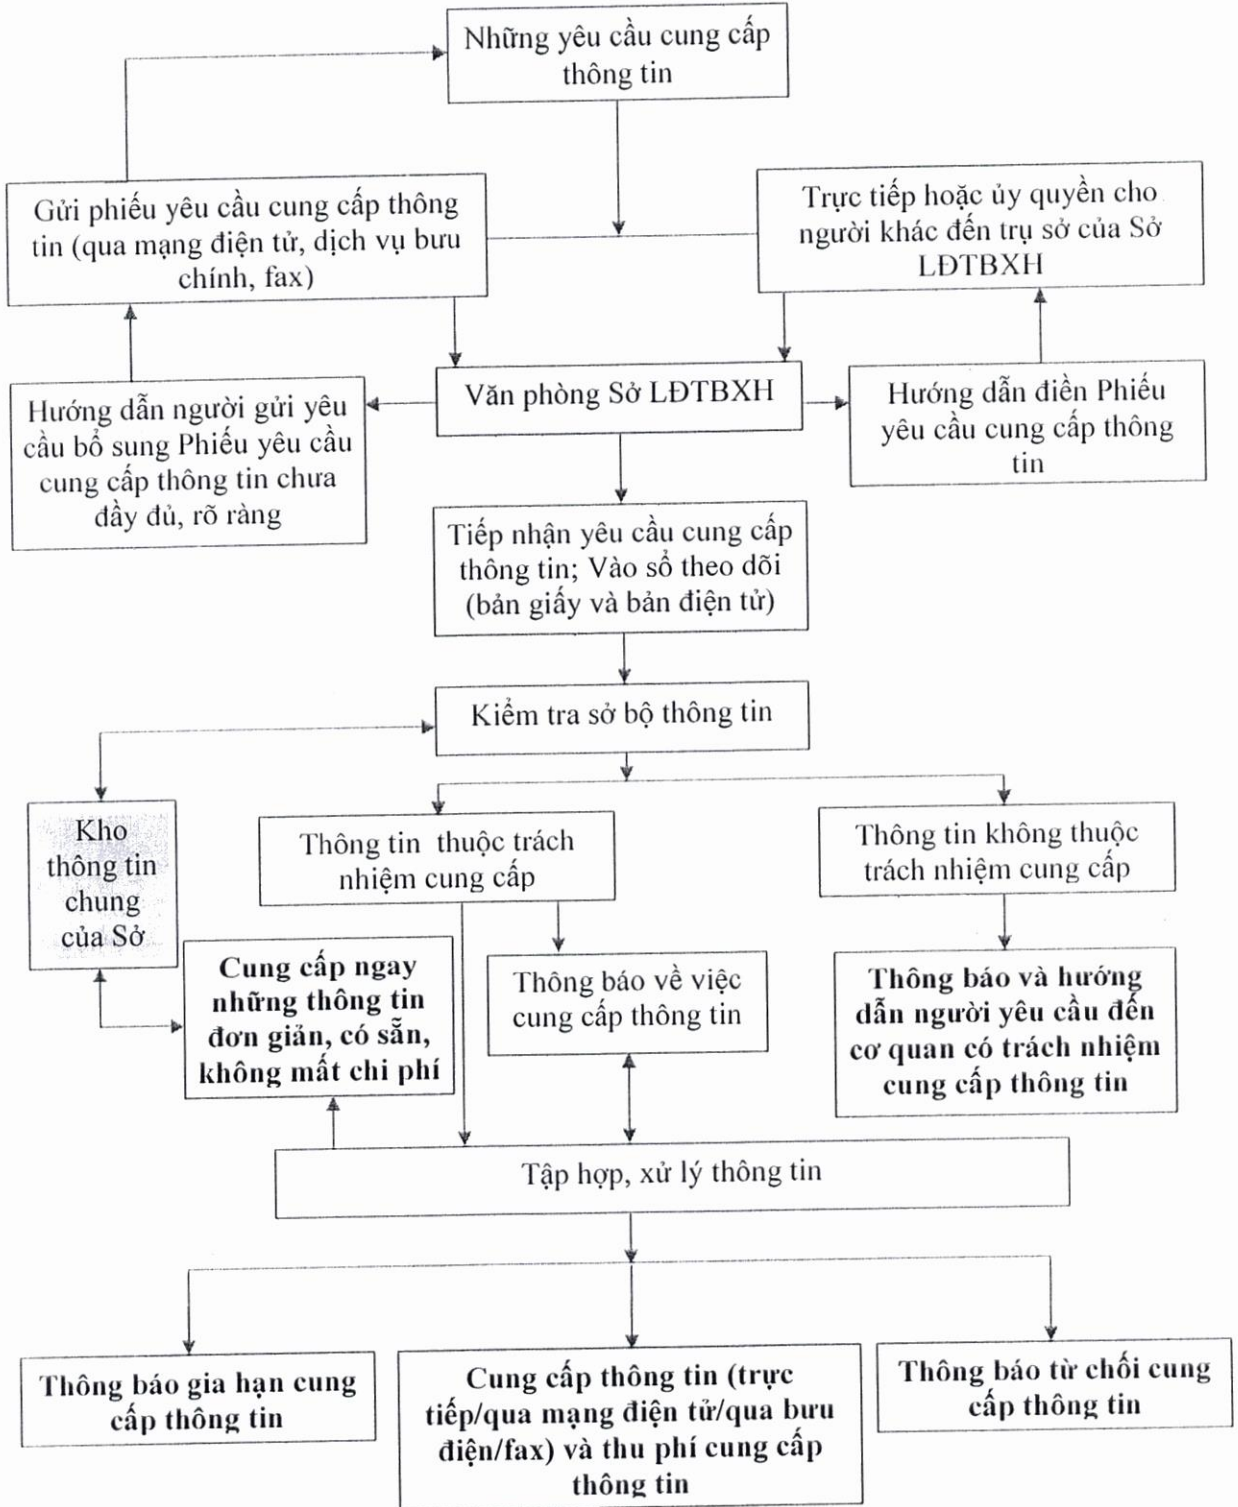 Những yêu cầu cung cấp
thông tin
Gửi phiếu yêu cầu cung cấp thông
tin (qua mạng điện tử, dịch vụ bưu
chính, fax)
Trực tiếp hoặc ủy quyền cho
người khác đến trụ sở của Sở
LĐTBXH
Hướng dẫn người gửi yêu
cầu bổ sung Phiếu yêu cầu
cung cấp thông tin chưa
đầy đủ, rõ ràng
Văn phòng Sở LĐTBXH
Hướng dẫn điền Phiếu
yêu cầu cung cấp thông
tin
Tiếp nhận yêu cầu cung cấp
thông tin; Vào sổ theo dõi
(bản giấy và bản điện tử)
Kiểm tra sở bộ thông tin
Kho
thông tin
chung
của Sở
Thông tin thuộc trách
nhiệm cung cấp
Thông tin không thuộc
trách nhiệm cung cấp
Cung cấp ngay
những thông tin
đơn giản, có sẵn,
không mất chi phí
Thông báo về việc
cung cấp thông tin
Thông báo và hướng
dẫn người yêu cầu đến
cơ quan có trách nhiệm
cung cấp thông tin
Tập hợp, xử lý thông tin
Thông báo gia hạn cung
cấp thông tin
Cung cấp thông tin (trực
tiếp/qua mạng điện tử/qua bưu
điện/fax) và thu phí cung cấp
thông tin
Thông báo từ chối cung
cấp thông tin